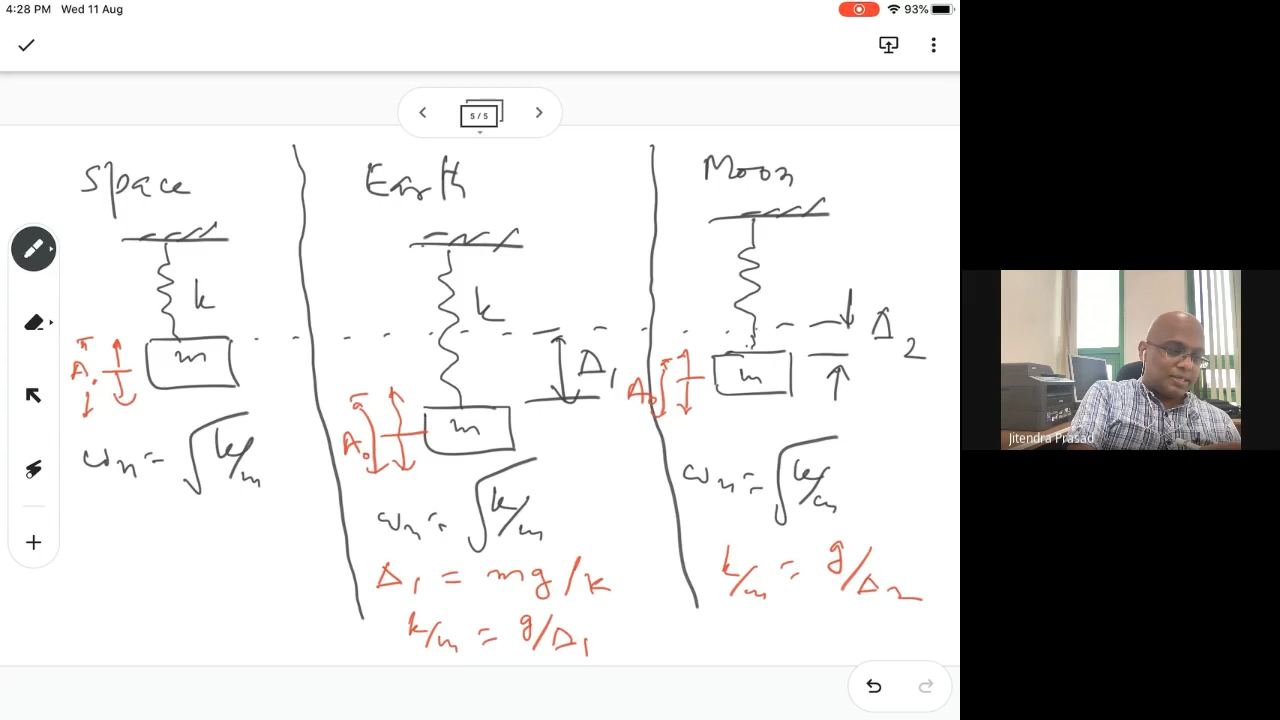 4:28 PM Wed 11 Aug
93%
5 / 5
Space
k
m
A₀
ωn = √k/m
Earth
k
m
Δ₁
A₀
ωn = √k/m
Δ₁ = mg/k
k/m = g/Δ₁
Moon
m
Δ₂
A₀
ωn = √k/m
k/m = g/Δ₂
Jitendra Prasad